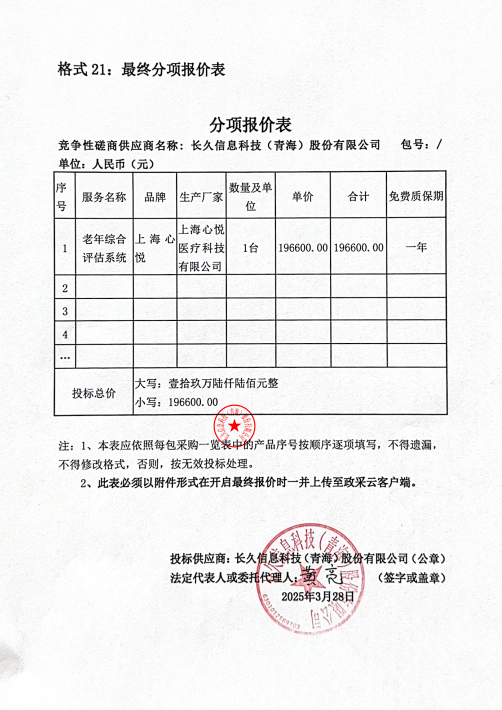 格式 21：最终分项报价表
分项报价表
竞争性磋商供应商名称：长久信息科技（青海）股份有限公司 包号：/
单位：人民币（元）
序号 服务名称 品牌 生产厂家 数量及单位 单价 合计 免费质保期
1 老年综合评估系统 上海心悦 上海心悦医疗科技有限公司 1台 196600.00 196600.00 一年
2
3
4
…
投标总价 大写：壹拾玖万陆仟陆佰元整
小写：196600.00
注：1、本表应依照每包采购一览表中的产品序号按顺序逐项填写，不得遗漏，
不得修改格式，否则，按无效投标处理。
2、此表必须以附件形式在开启最终报价时一并上传至政采云客户端。
投标供应商：长久信息科技（青海）股份有限公司（公章）
法定代表人或委托代理人：黄亮 （签字或盖章）
2025年3月28日